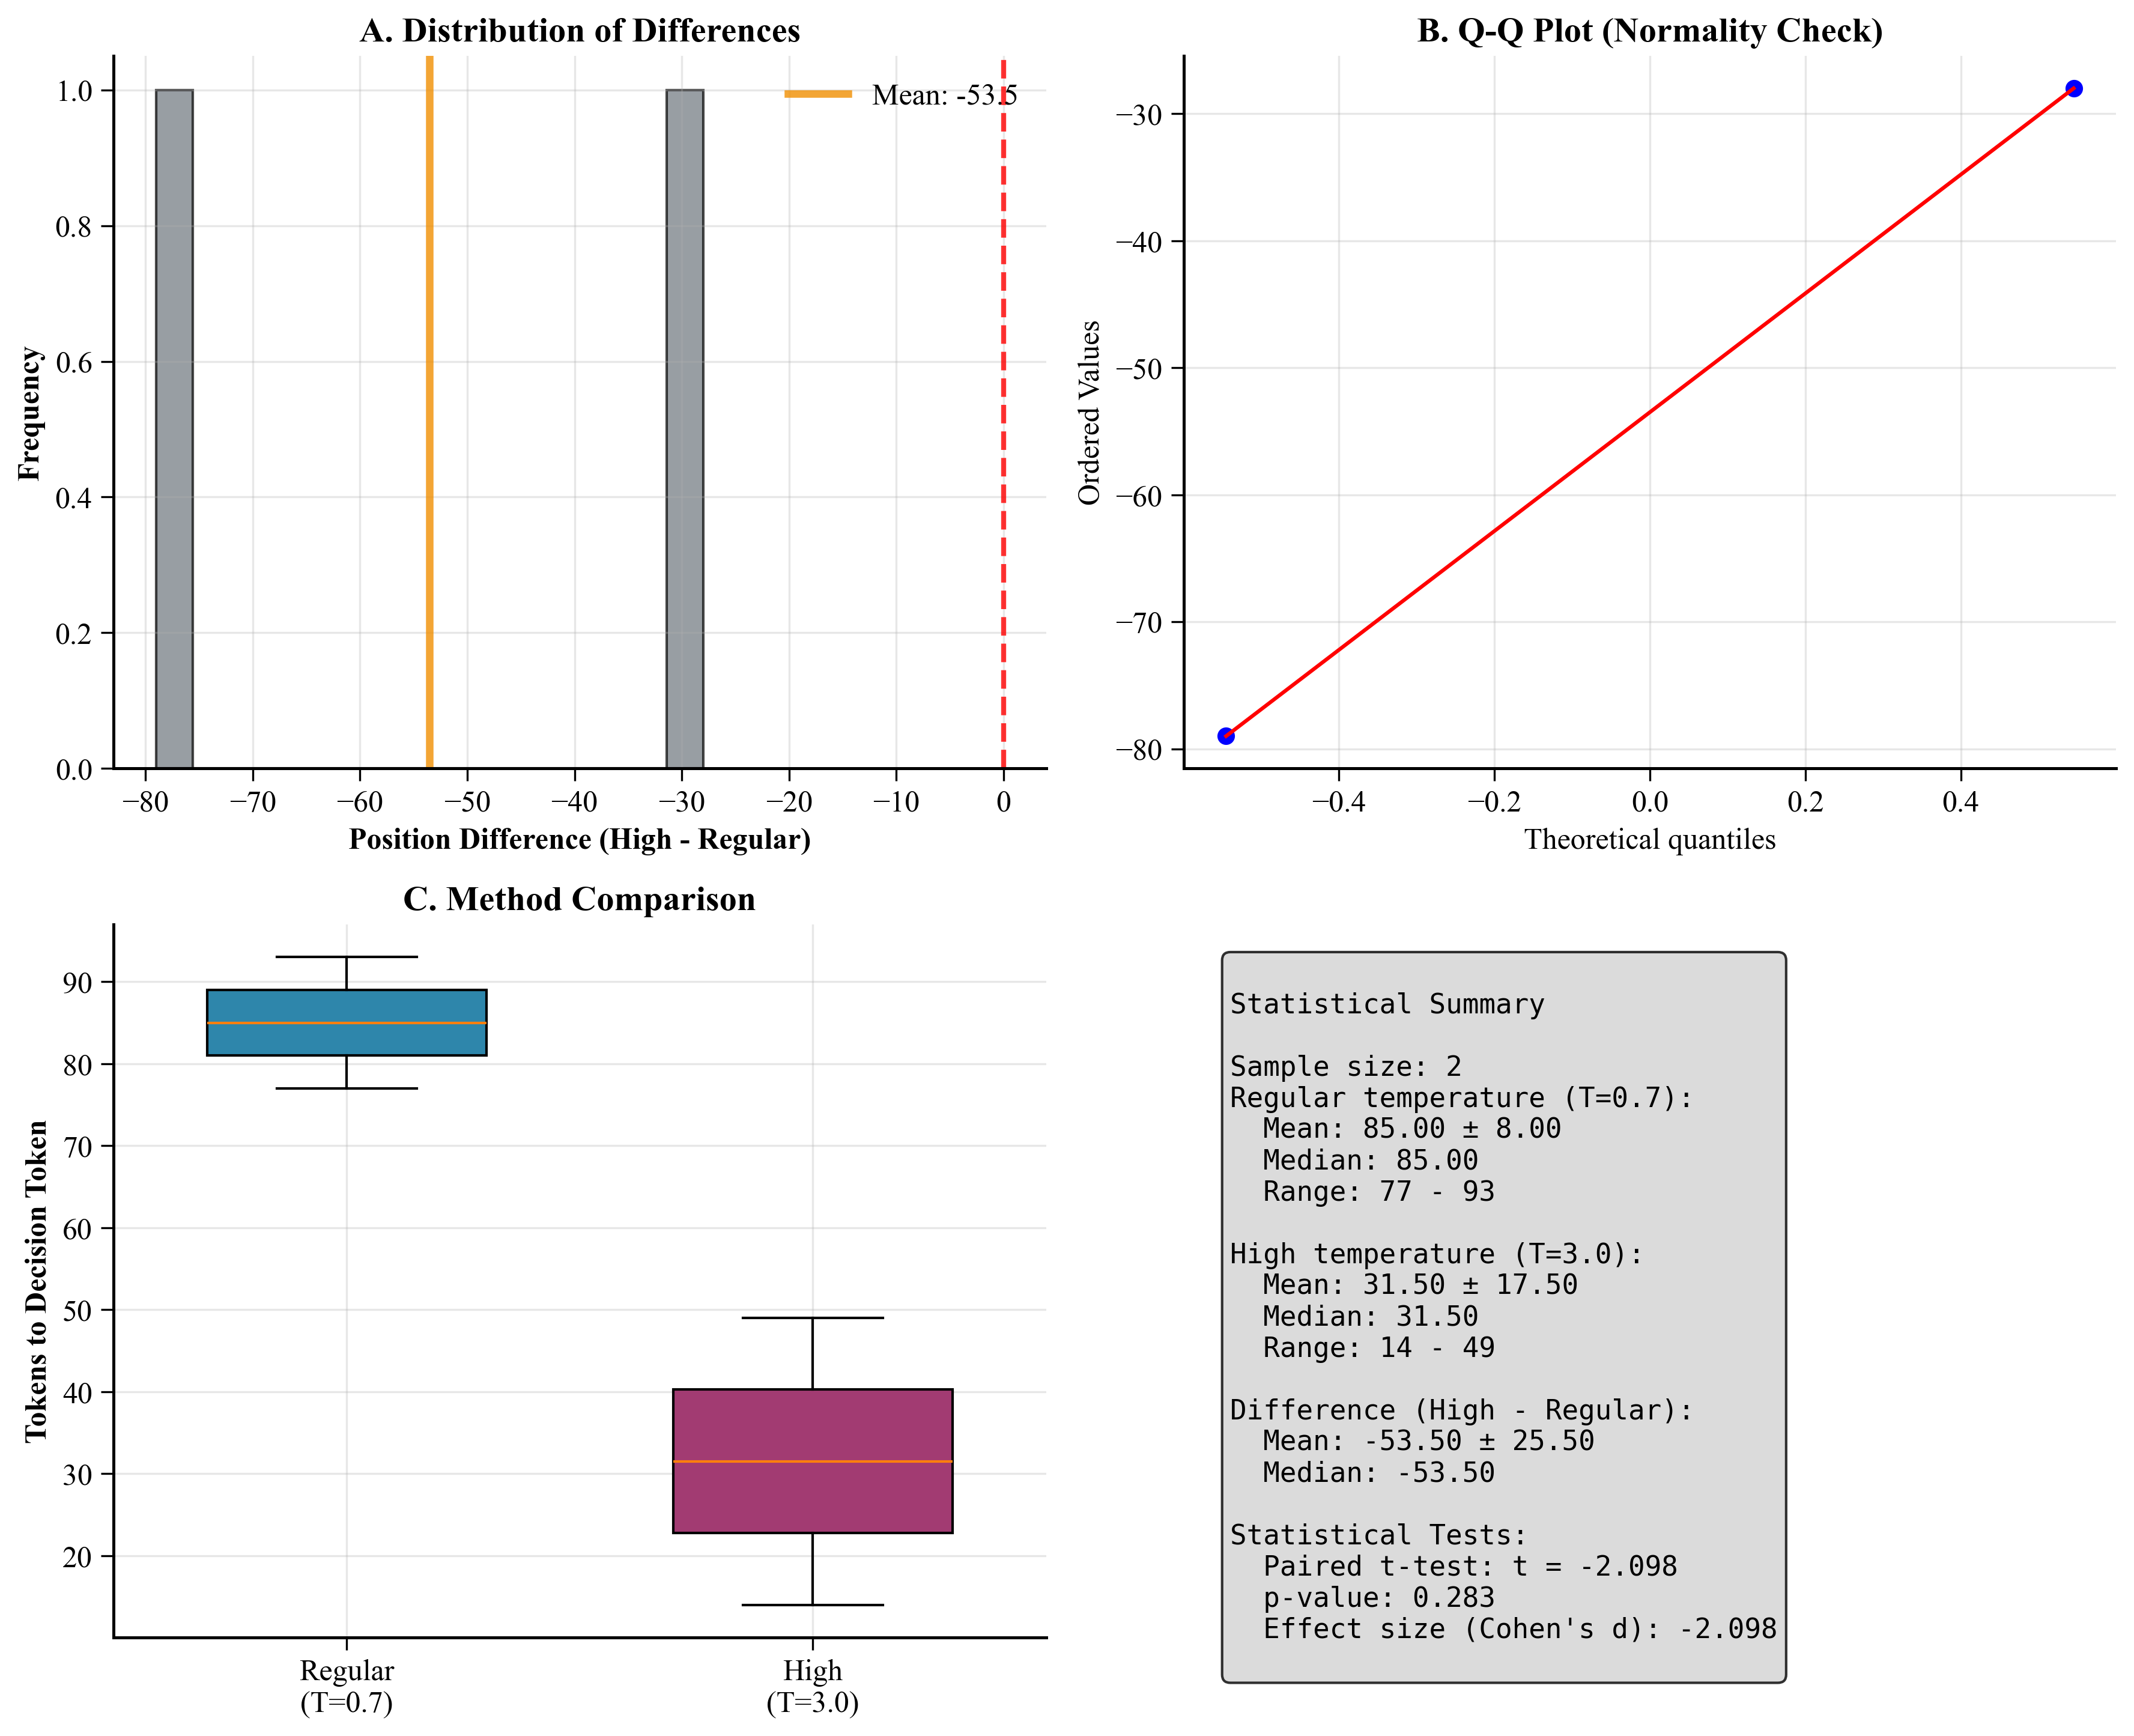 A. Distribution of Differences
1.0
0.8
0.6
0.4
0.2
0.0
Frequency
Mean: -53.5
−80 −70 −60 −50 −40 −30 −20 −10 0
Position Difference (High - Regular)
B. Q-Q Plot (Normality Check)
−30
−40
−50
−60
−70
−80
Ordered Values
−0.4 −0.2 0.0 0.2 0.4
Theoretical quantiles
C. Method Comparison
90
80
70
60
50
40
30
20
Tokens to Decision Token
Regular
(T=0.7)
High
(T=3.0)
Statistical Summary
Sample size: 2
Regular temperature (T=0.7):
Mean: 85.00 ± 8.00
Median: 85.00
Range: 77 - 93
High temperature (T=3.0):
Mean: 31.50 ± 17.50
Median: 31.50
Range: 14 - 49
Difference (High - Regular):
Mean: -53.50 ± 25.50
Median: -53.50
Statistical Tests:
Paired t-test: t = -2.098
p-value: 0.283
Effect size (Cohen's d): -2.098